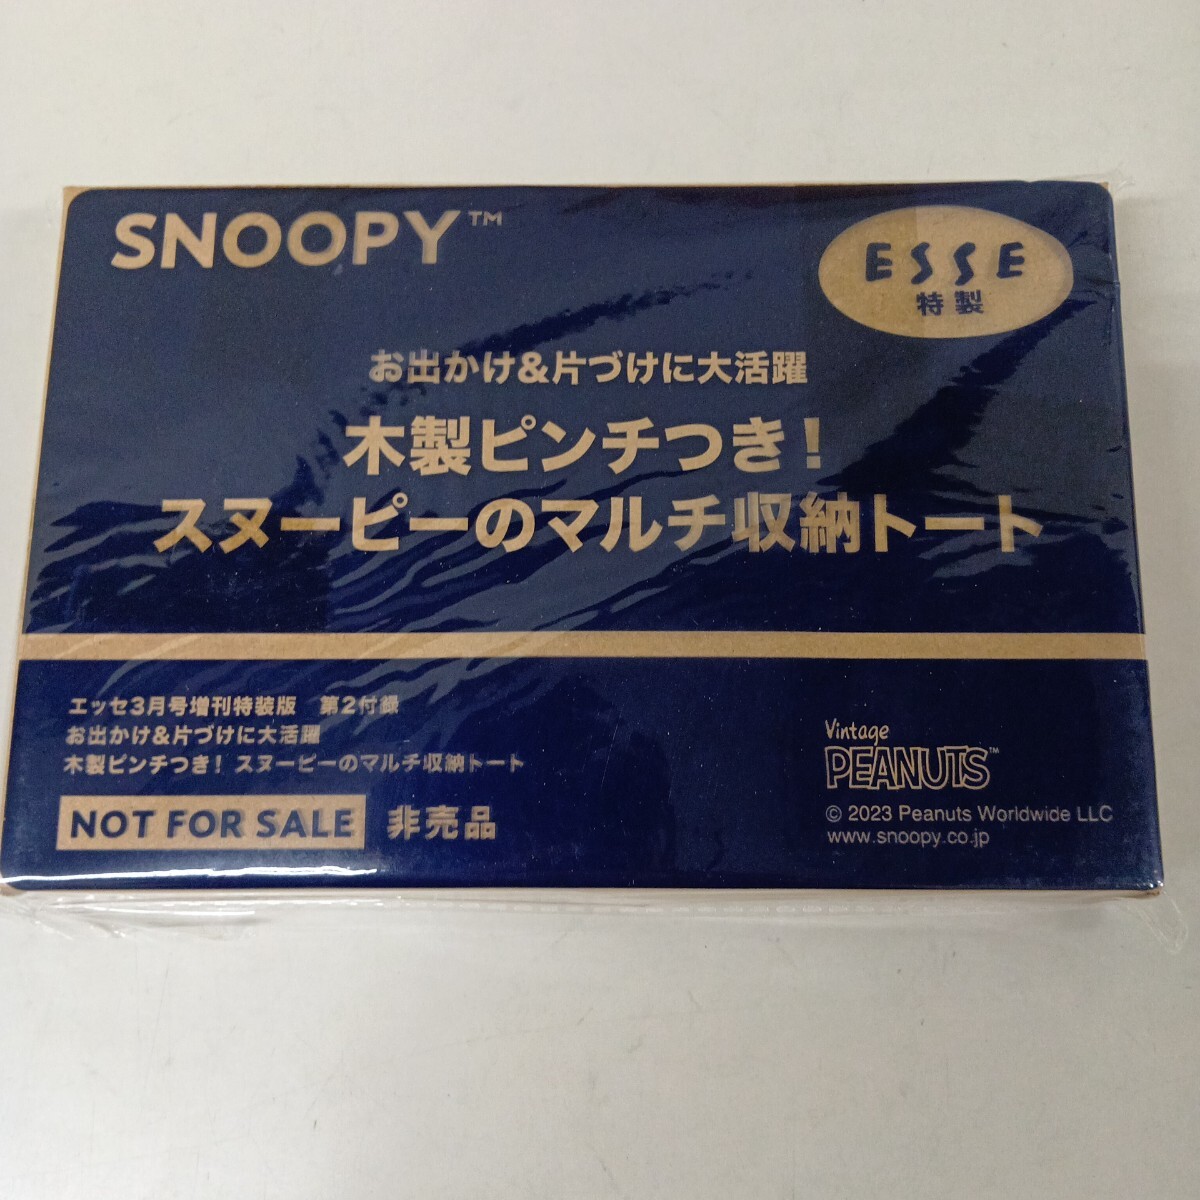 SNOOPY™
ESSE
特製
お出かけ&片づけに大活躍
木製ピンチつき！
スヌーピーのマルチ収納トート
エッセ3月号増刊特装版　第2付録
お出かけ&片づけに大活躍
木製ピンチつき！ スヌーピーのマルチ収納トート
NOT FOR SALE 非売品
Vintage
PEANUTS™
© 2023 Peanuts Worldwide LLC
www.snoopy.co.jp